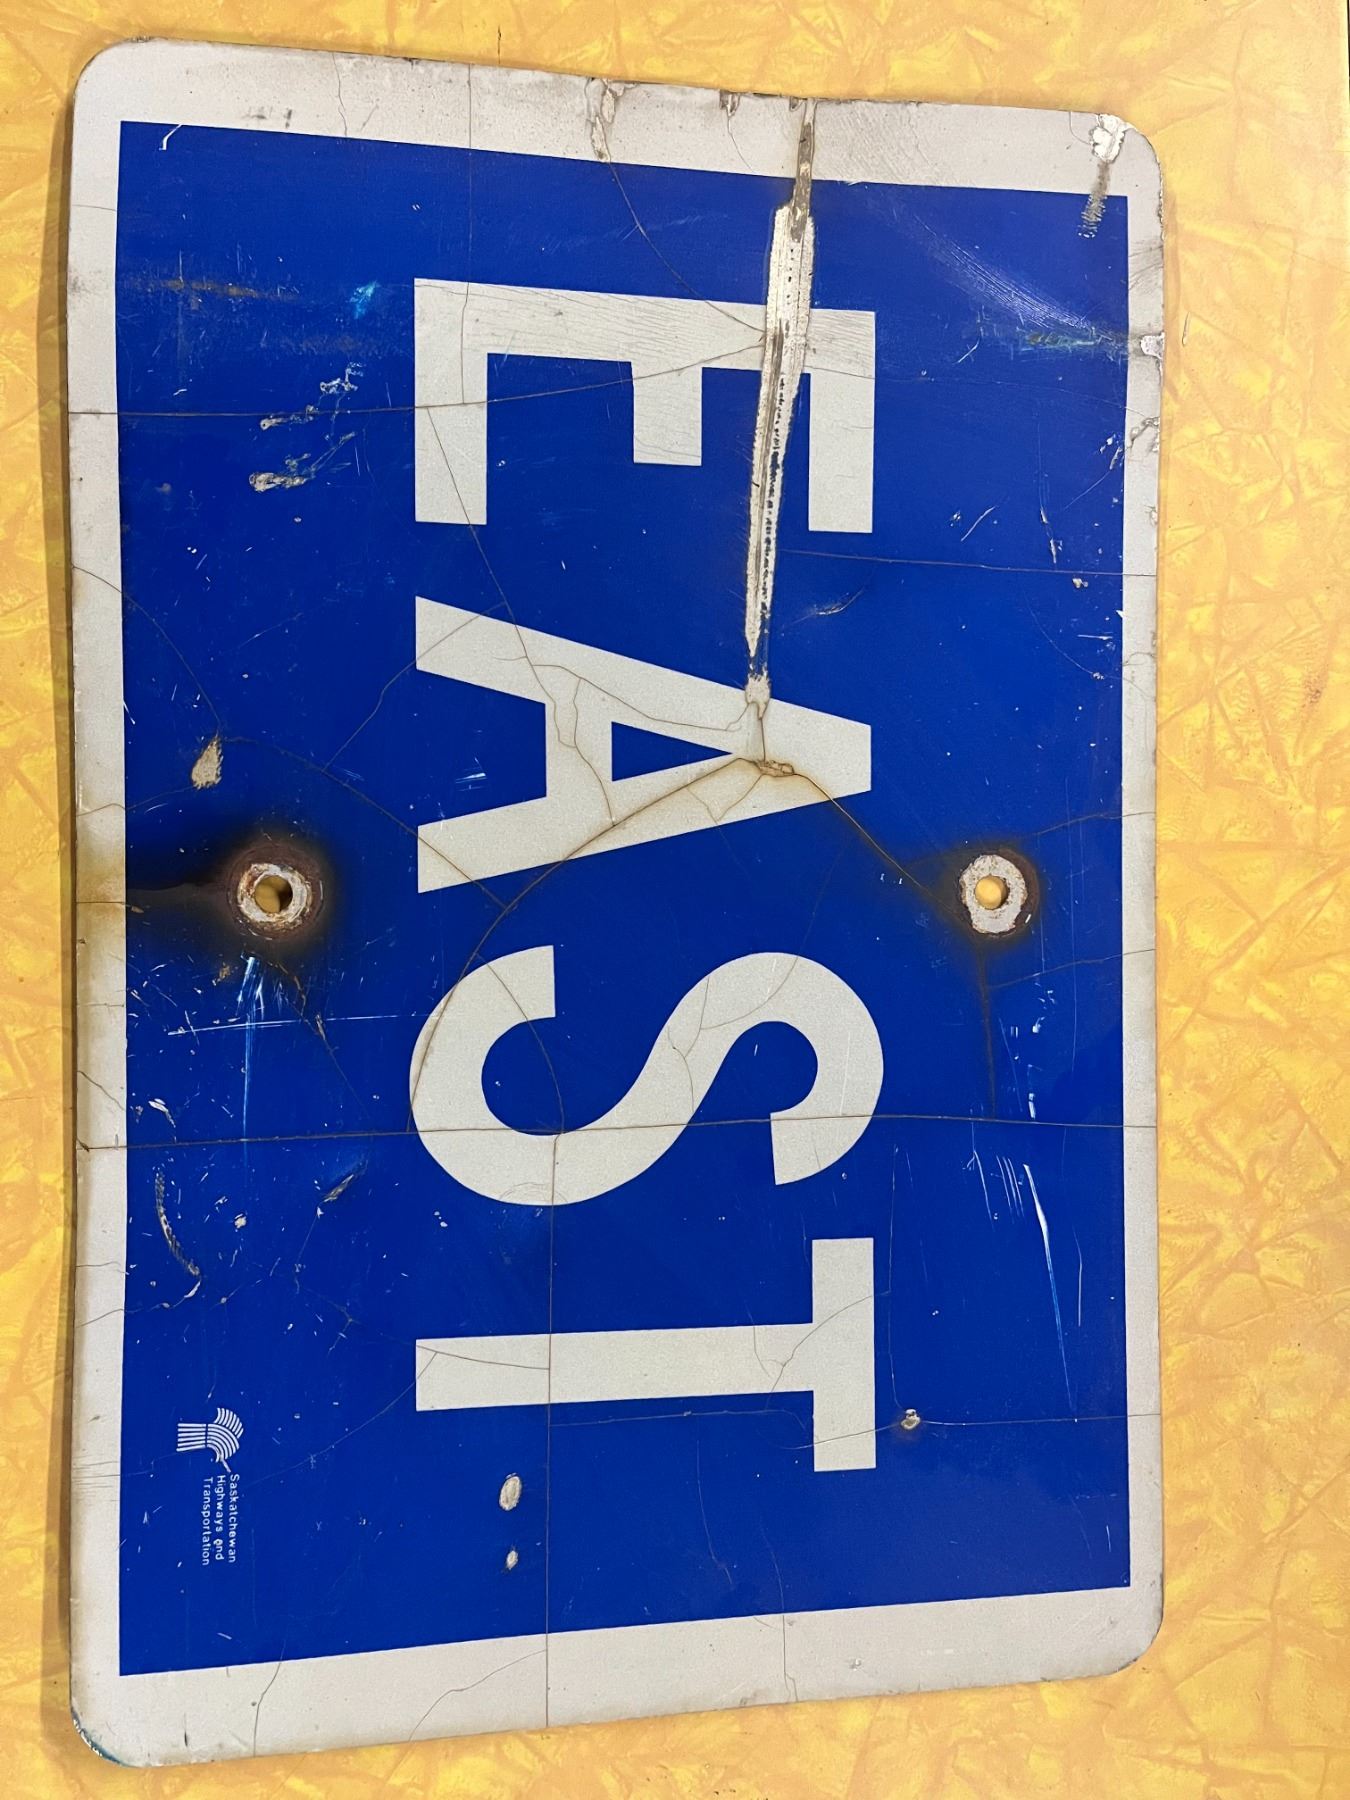 EAST
Saskatchewan
Highways and
Transportation